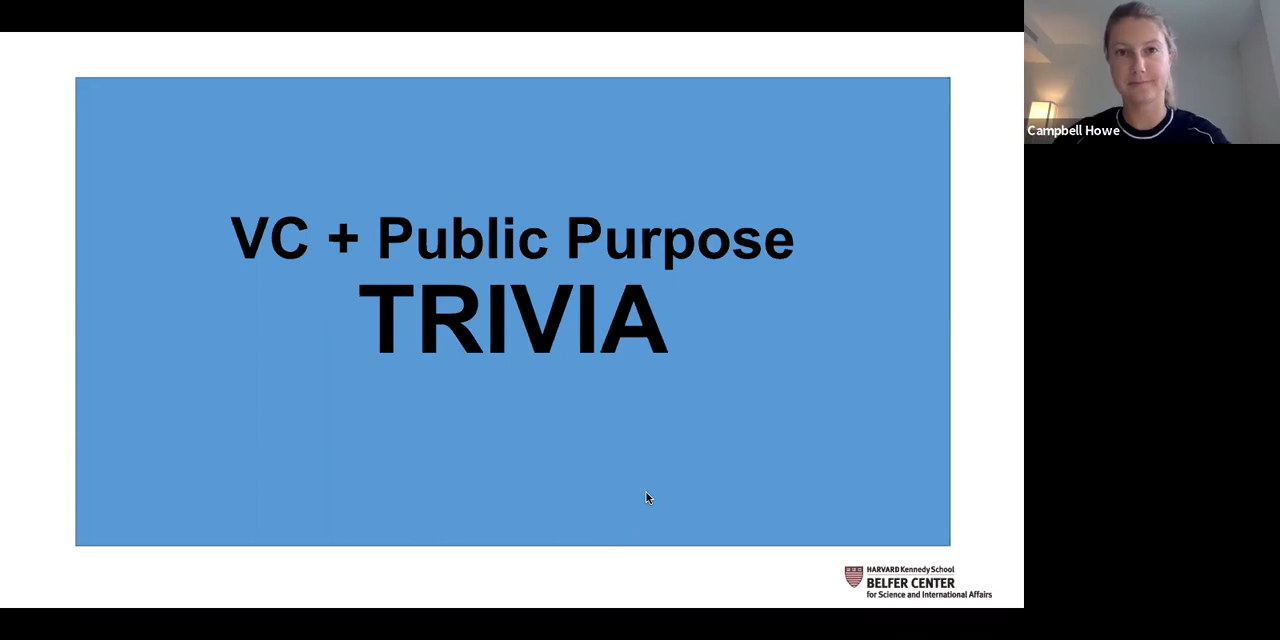 VC + Public Purpose
TRIVIA
Campbell Howe
HARVARD Kennedy School
BELFER CENTER
for Science and International Affairs